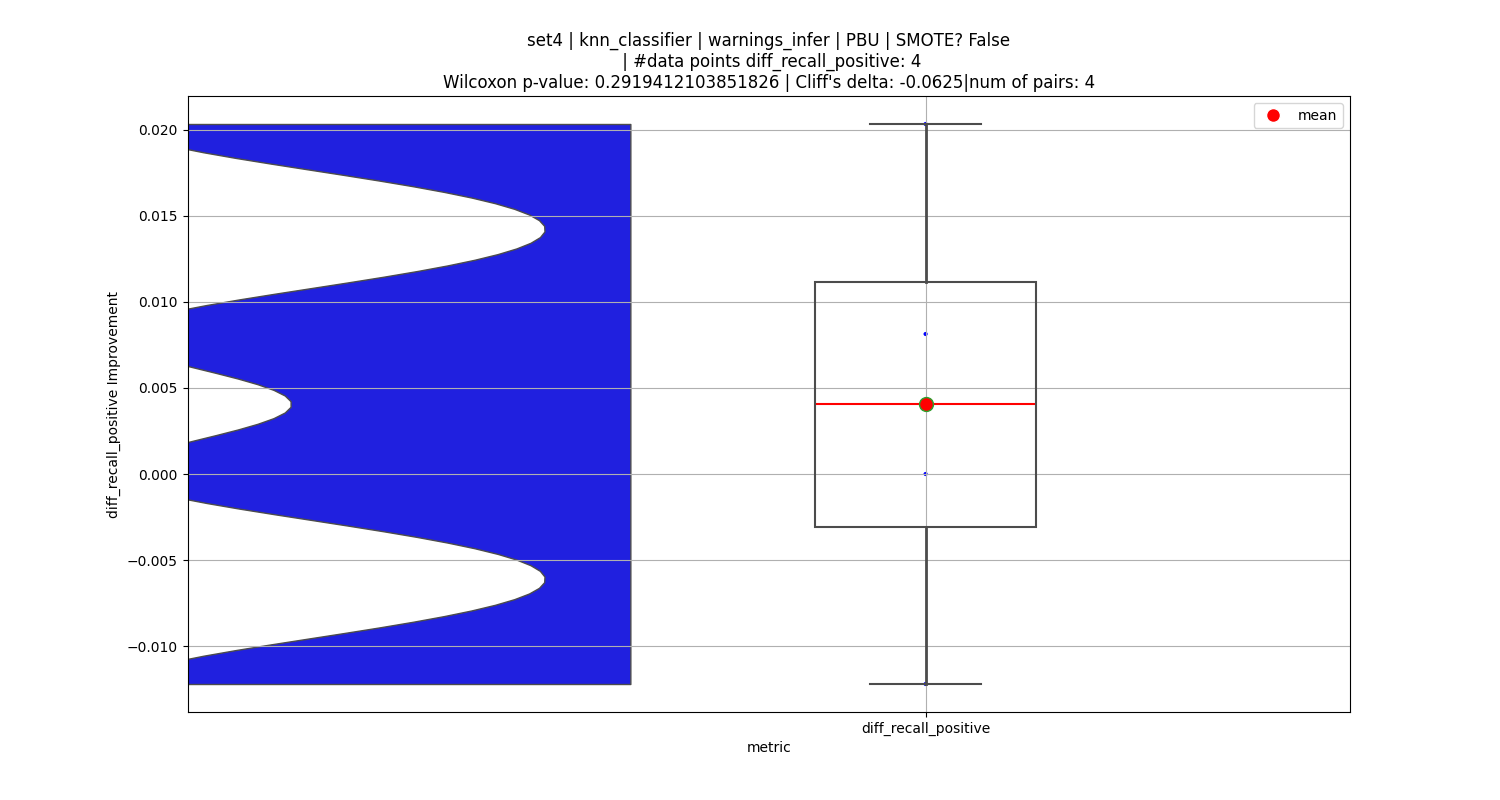 set4 | knn_classifier | warnings_infer | PBU | SMOTE? False
| #data points diff_recall_positive: 4
Wilcoxon p-value: 0.2919412103851826 | Cliff's delta: -0.0625|num of pairs: 4
mean
0.020
0.015
0.010
0.005
0.000
−0.005
−0.010
diff_recall_positive Improvement
diff_recall_positive
metric